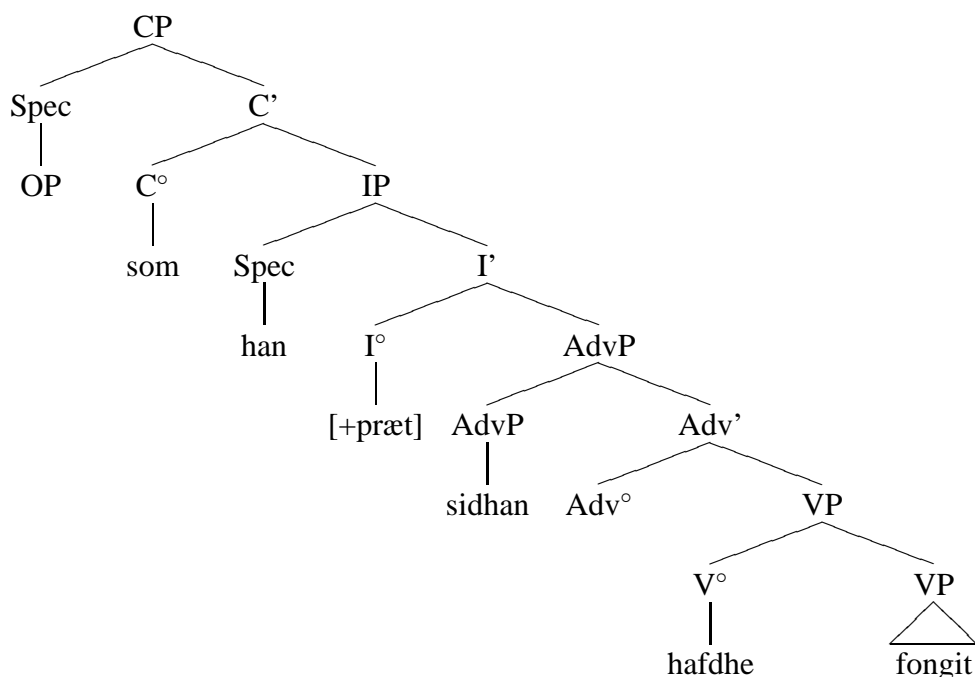 CP
Spec C’
OP C° IP
som Spec I’
han I° AdvP
[+præt] AdvP Adv’
sidhan Adv° VP
V° VP
hafdhe fongit